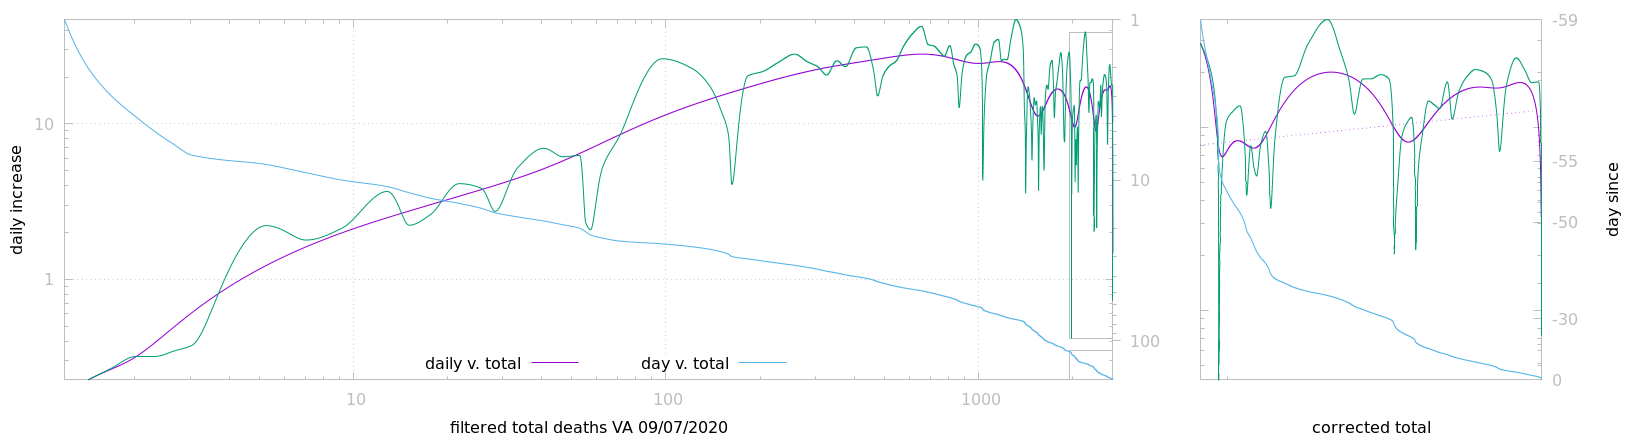 daily increase
10
1
daily v. total
day v. total
10
100
1000
filtered total deaths VA 09/07/2020
1
10
100
-59
-55
-50
-30
0
day since
corrected total